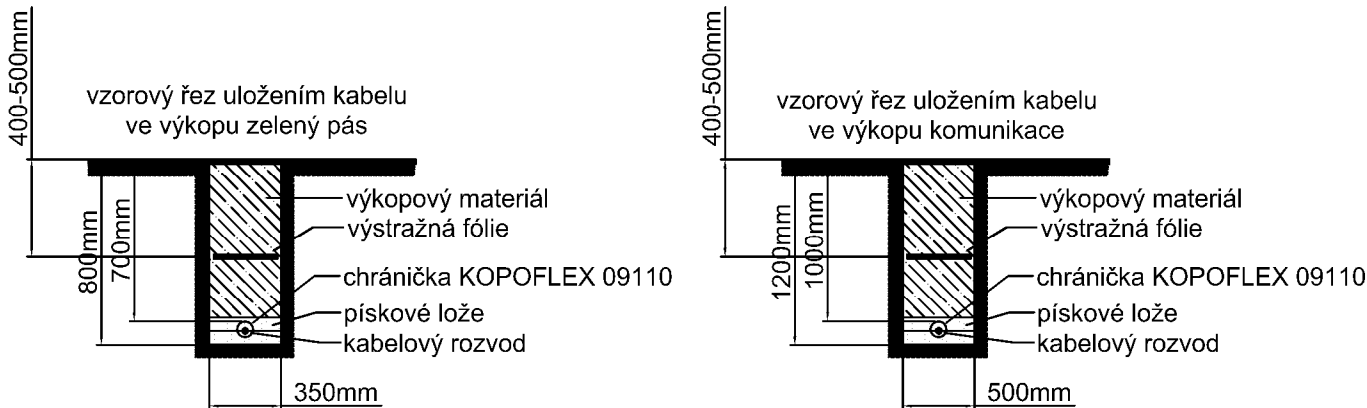 400-500mm
vzorový řez uložením kabelu
ve výkopu zelený pás
800mm
700mm
výkopový materiál
výstražná fólie
chránička KOPOFLEX 09110
pískové lože
kabelový rozvod
350mm
400-500mm
vzorový řez uložením kabelu
ve výkopu komunikace
1200mm
1000mm
výkopový materiál
výstražná fólie
chránička KOPOFLEX 09110
pískové lože
kabelový rozvod
500mm